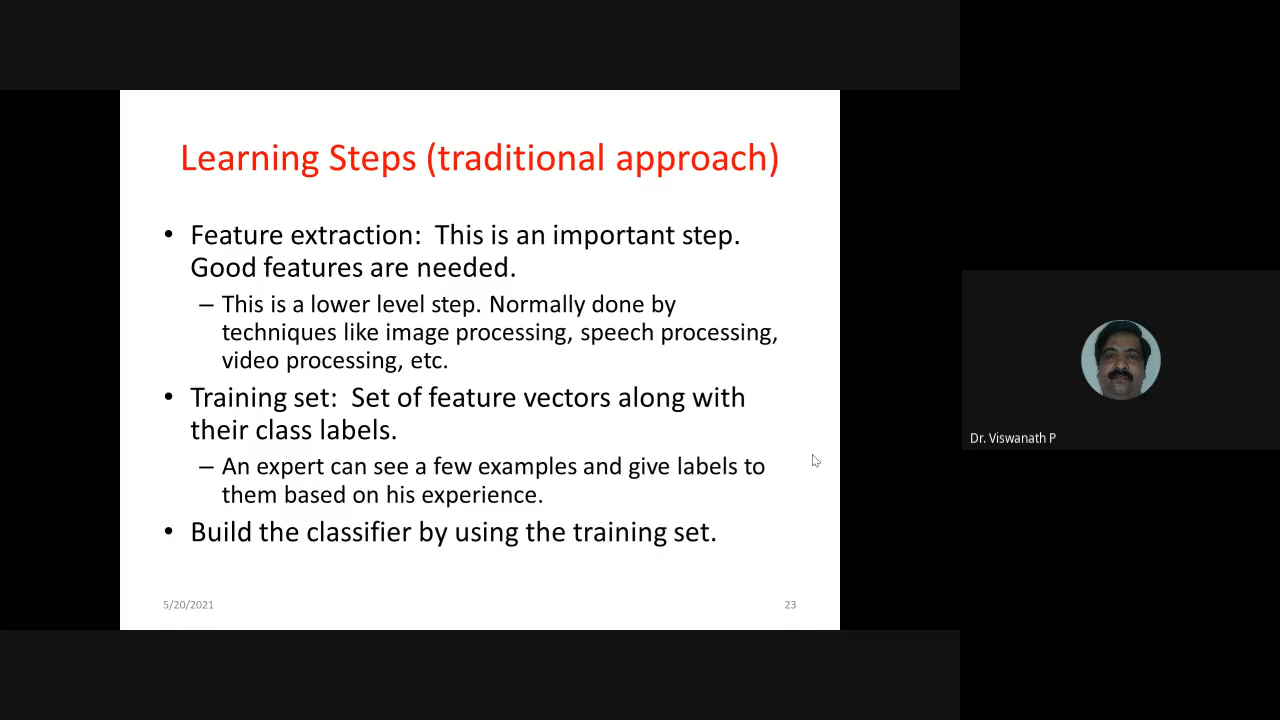 Learning Steps (traditional approach)
• Feature extraction:  This is an important step.
Good features are needed.
– This is a lower level step. Normally done by
techniques like image processing, speech processing,
video processing, etc.
• Training set:  Set of feature vectors along with
their class labels.
– An expert can see a few examples and give labels to
them based on his experience.
• Build the classifier by using the training set.
5/20/2021
23
Dr. Viswanath P